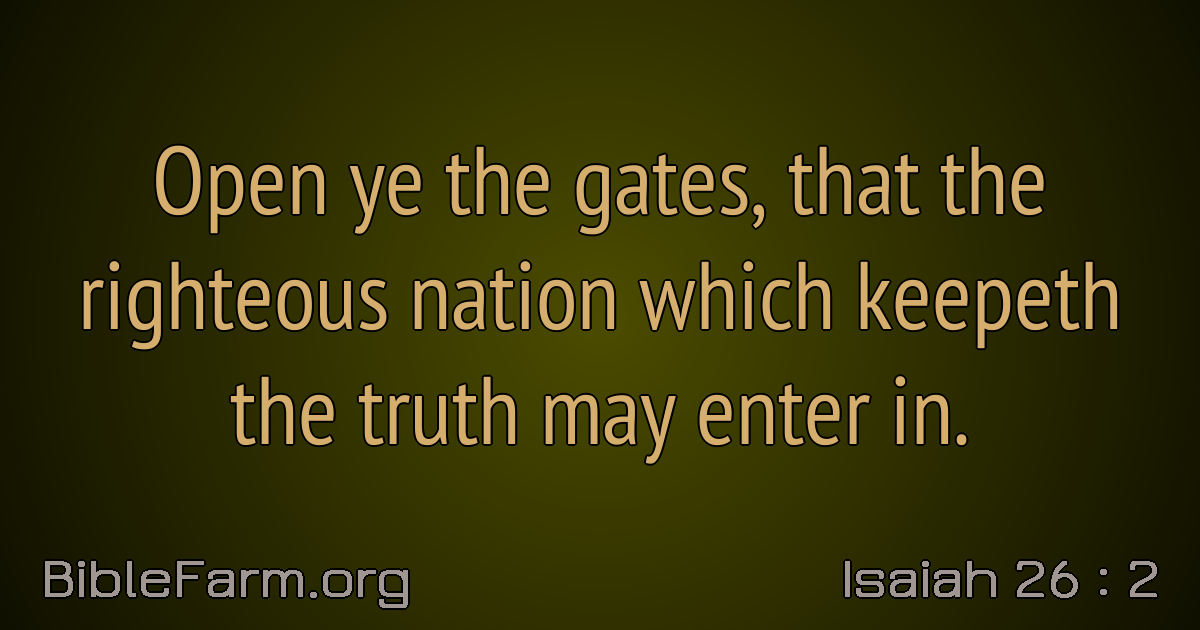 Open ye the gates, that the
righteous nation which keepeth
the truth may enter in.
BibleFarm.org
Isaiah 26 : 2